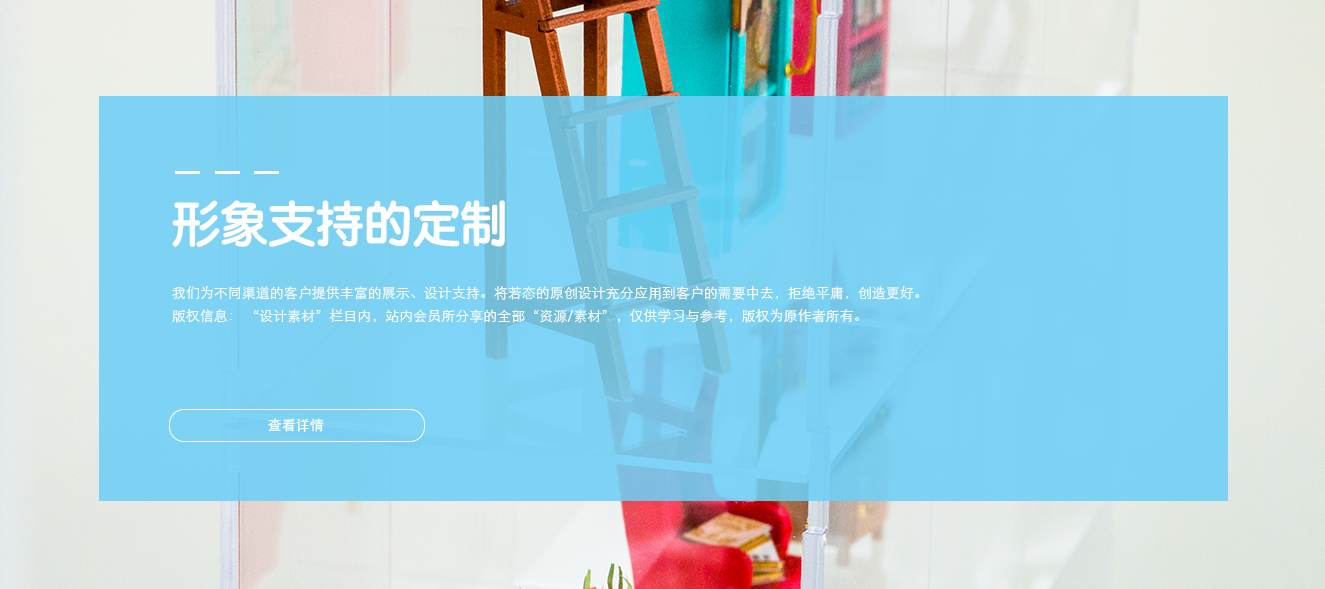 形象支持的定制
我们为不同渠道的客户提供丰富的展示、设计支持。将若态的原创设计充分应用到客户的需要中去，拒绝平庸，创造更好。
版权信息： “设计素材”栏目内，站内会员所分享的全部“资源/素材”，仅供学习与参考，版权为原作者所有。
查看详情